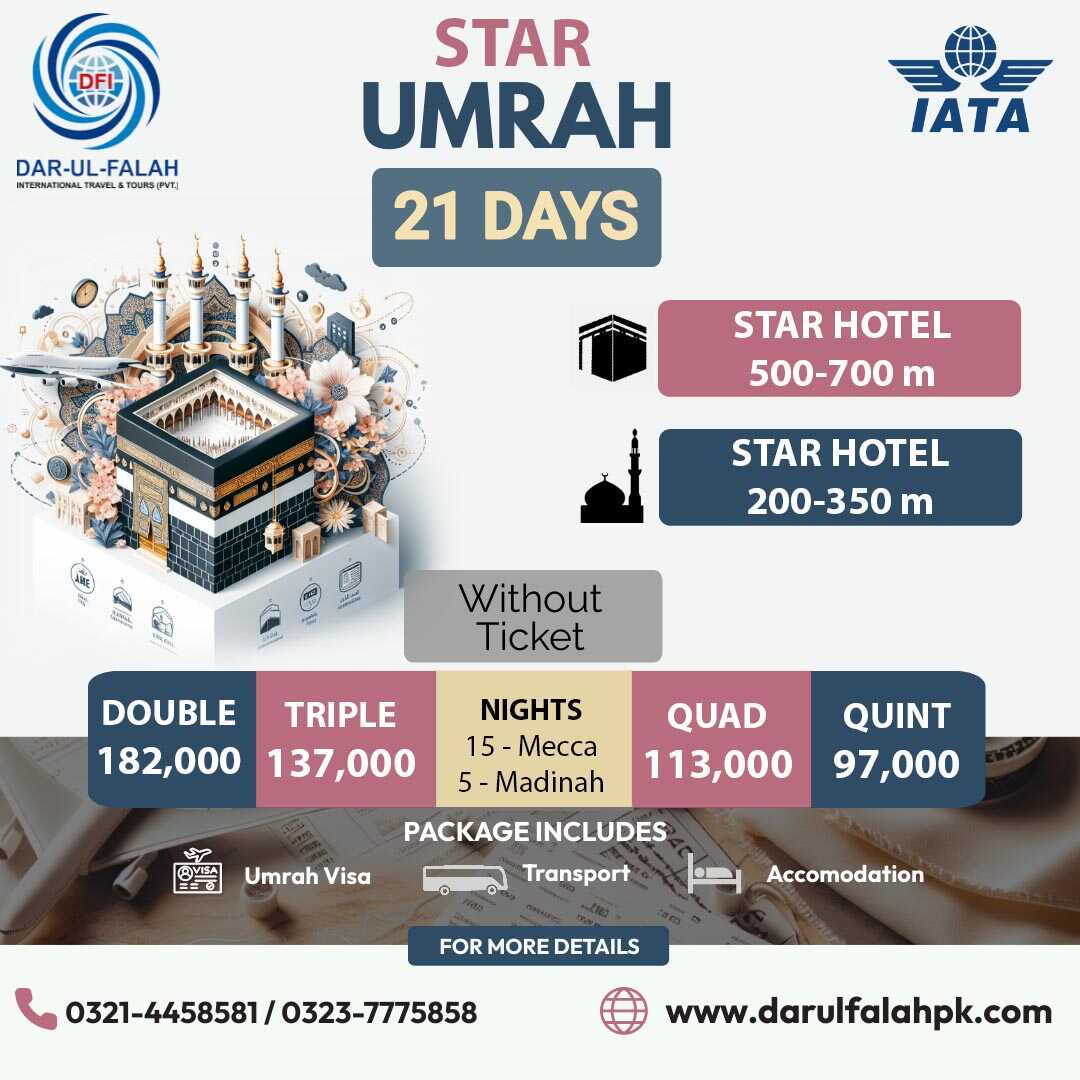 DFI
DAR-UL-FALAH
INTERNATIONAL TRAVEL & TOURS (PVT.)
STAR
UMRAH
21 DAYS
IATA
STAR HOTEL
500-700 m
STAR HOTEL
200-350 m
Without
Ticket
DOUBLE
182,000
TRIPLE
137,000
NIGHTS
15 - Mecca
5 - Madinah
QUAD
113,000
QUINT
97,000
PACKAGE INCLUDES
VISA
Umrah Visa
Transport
Accomodation
FOR MORE DETAILS
0321-4458581 / 0323-7775858
www.darulfalahpk.com